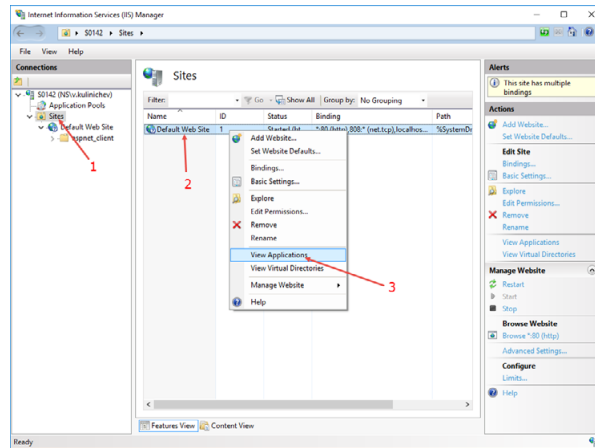 Internet Information Services (IIS) Manager
S0142 ▸ Sites ▸
File View Help
Connections
S0142 (NS\v.kulinichev)
Application Pools
Sites
Default Web Site
aspnet_client
1
Sites
Filter: Go Show All Group by: No Grouping
Name ID Status Binding Path
Default Web Site 1 Started (ht *:80 (http),808:* (net.tcp),localhos... %SystemDr
2
Add Website...
Set Website Defaults...
Bindings...
Basic Settings...
Explore
Edit Permissions...
Remove
Rename
View Applications
View Virtual Directories
Manage Website
Help
3
Features View Content View
Alerts
This site has multiple
bindings
Actions
Add Website...
Set Website Defaults...
Edit Site
Bindings...
Basic Settings...
Explore
Edit Permissions...
Remove
Rename
View Applications
View Virtual Directories
Manage Website
Restart
Start
Stop
Browse Website
Browse *:80 (http)
Advanced Settings...
Configure
Limits...
Help
Ready